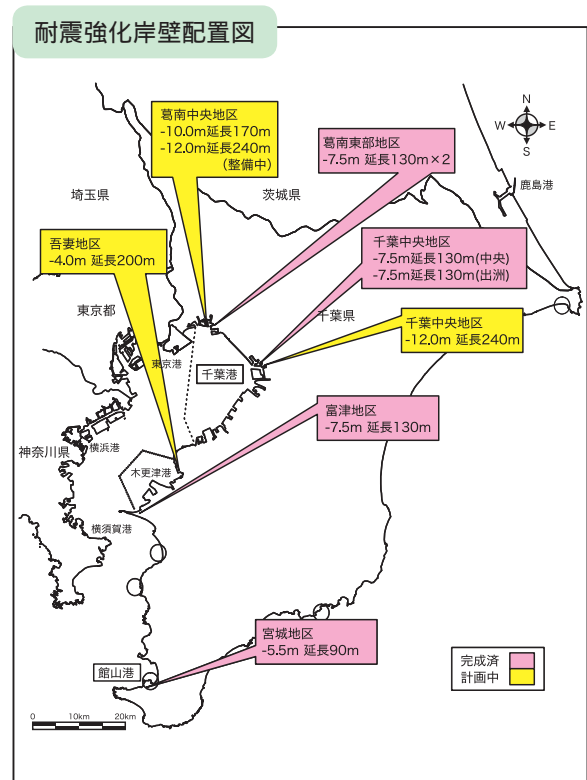 耐震強化岸壁配置図
葛南中央地区
-10.0m延長170m
-12.0m延長240m
(整備中)
葛南東部地区
-7.5m 延長130m×2
N
W E
S
鹿島港
埼玉県
茨城県
吾妻地区
-4.0m 延長200m
千葉中央地区
-7.5m延長130m(中央)
-7.5m延長130m(出洲)
東京都
千葉県
千葉中央地区
-12.0m 延長240m
東京港
千葉港
富津地区
-7.5m 延長130m
神奈川県
横浜港
木更津港
横須賀港
宮城地区
-5.5m 延長90m
館山港
完成済
計画中
0 10km 20km